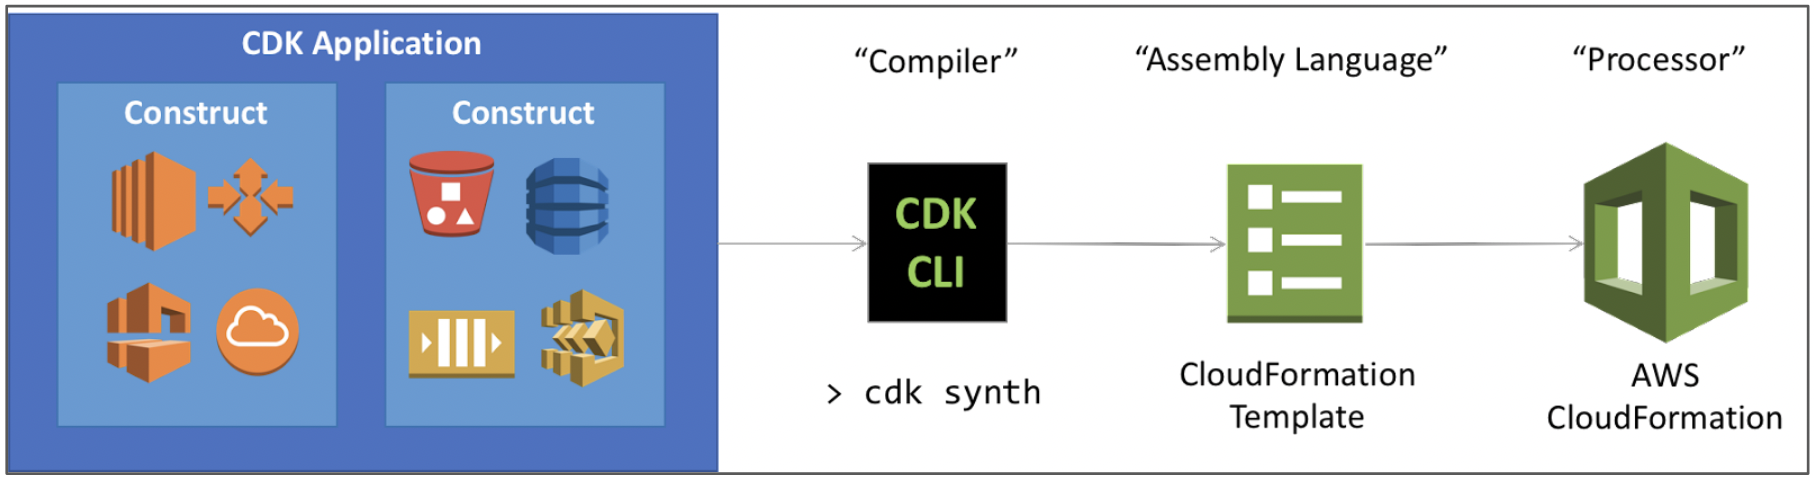 CDK Application
Construct
Construct
“Compiler”
“Assembly Language”
“Processor”
CDK
CLI
> cdk synth
CloudFormation
Template
AWS
CloudFormation